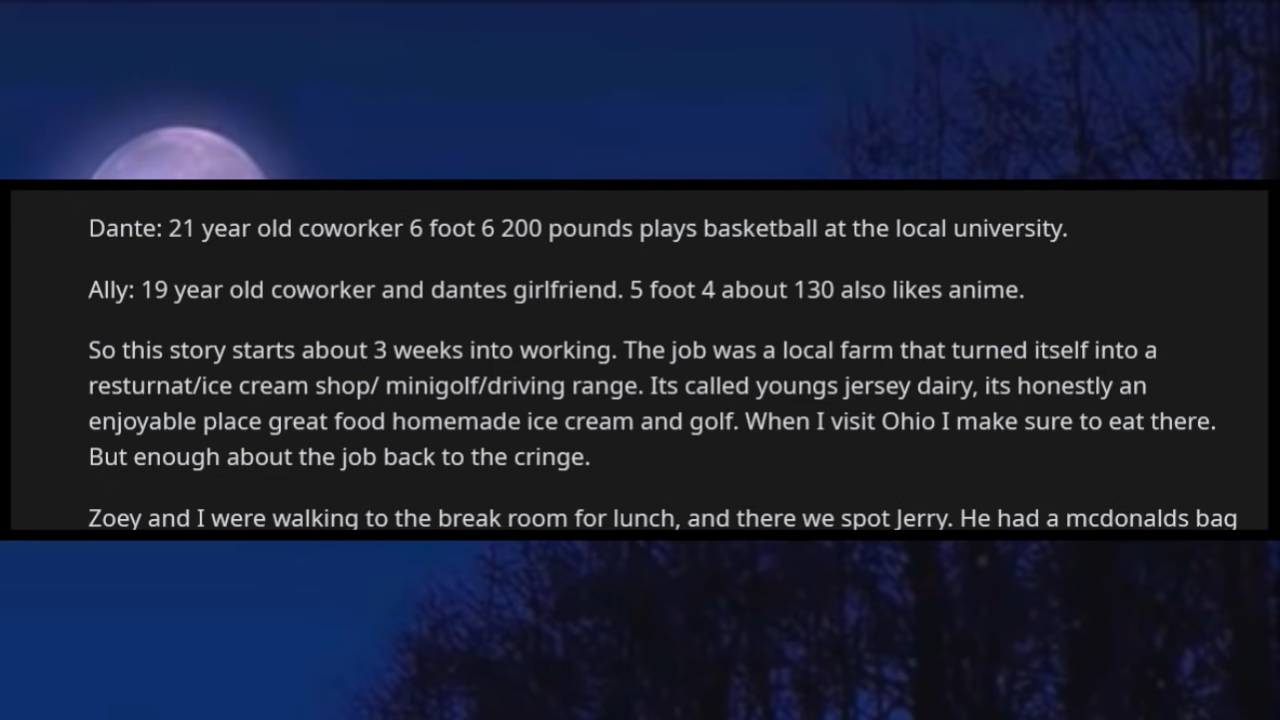 Dante: 21 year old coworker 6 foot 6 200 pounds plays basketball at the local university.
Ally: 19 year old coworker and dantes girlfriend. 5 foot 4 about 130 also likes anime.
So this story starts about 3 weeks into working. The job was a local farm that turned itself into a
resturnat/ice cream shop/ minigolf/driving range. Its called youngs jersey dairy, its honestly an
enjoyable place great food homemade ice cream and golf. When I visit Ohio I make sure to eat there.
But enough about the job back to the cringe.
Zoey and I were walking to the break room for lunch, and there we spot Jerry. He had a mcdonalds bag